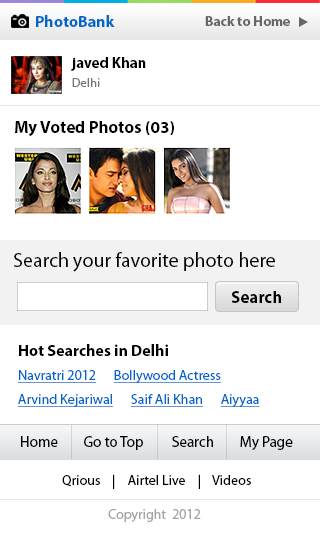 PhotoBank Back to Home
javed Khan
Delhi
My Voted Photos (03)
Search your favorite photo here
Search
Hot Searches in Delhi
Navratri 2012 Bollywood Actress
Arvind Kejariwal Saif Ali Khan Aiyyaa
Home Go to Top Search My Page
Qrious | Airtel Live | Videos
Copyright 2012